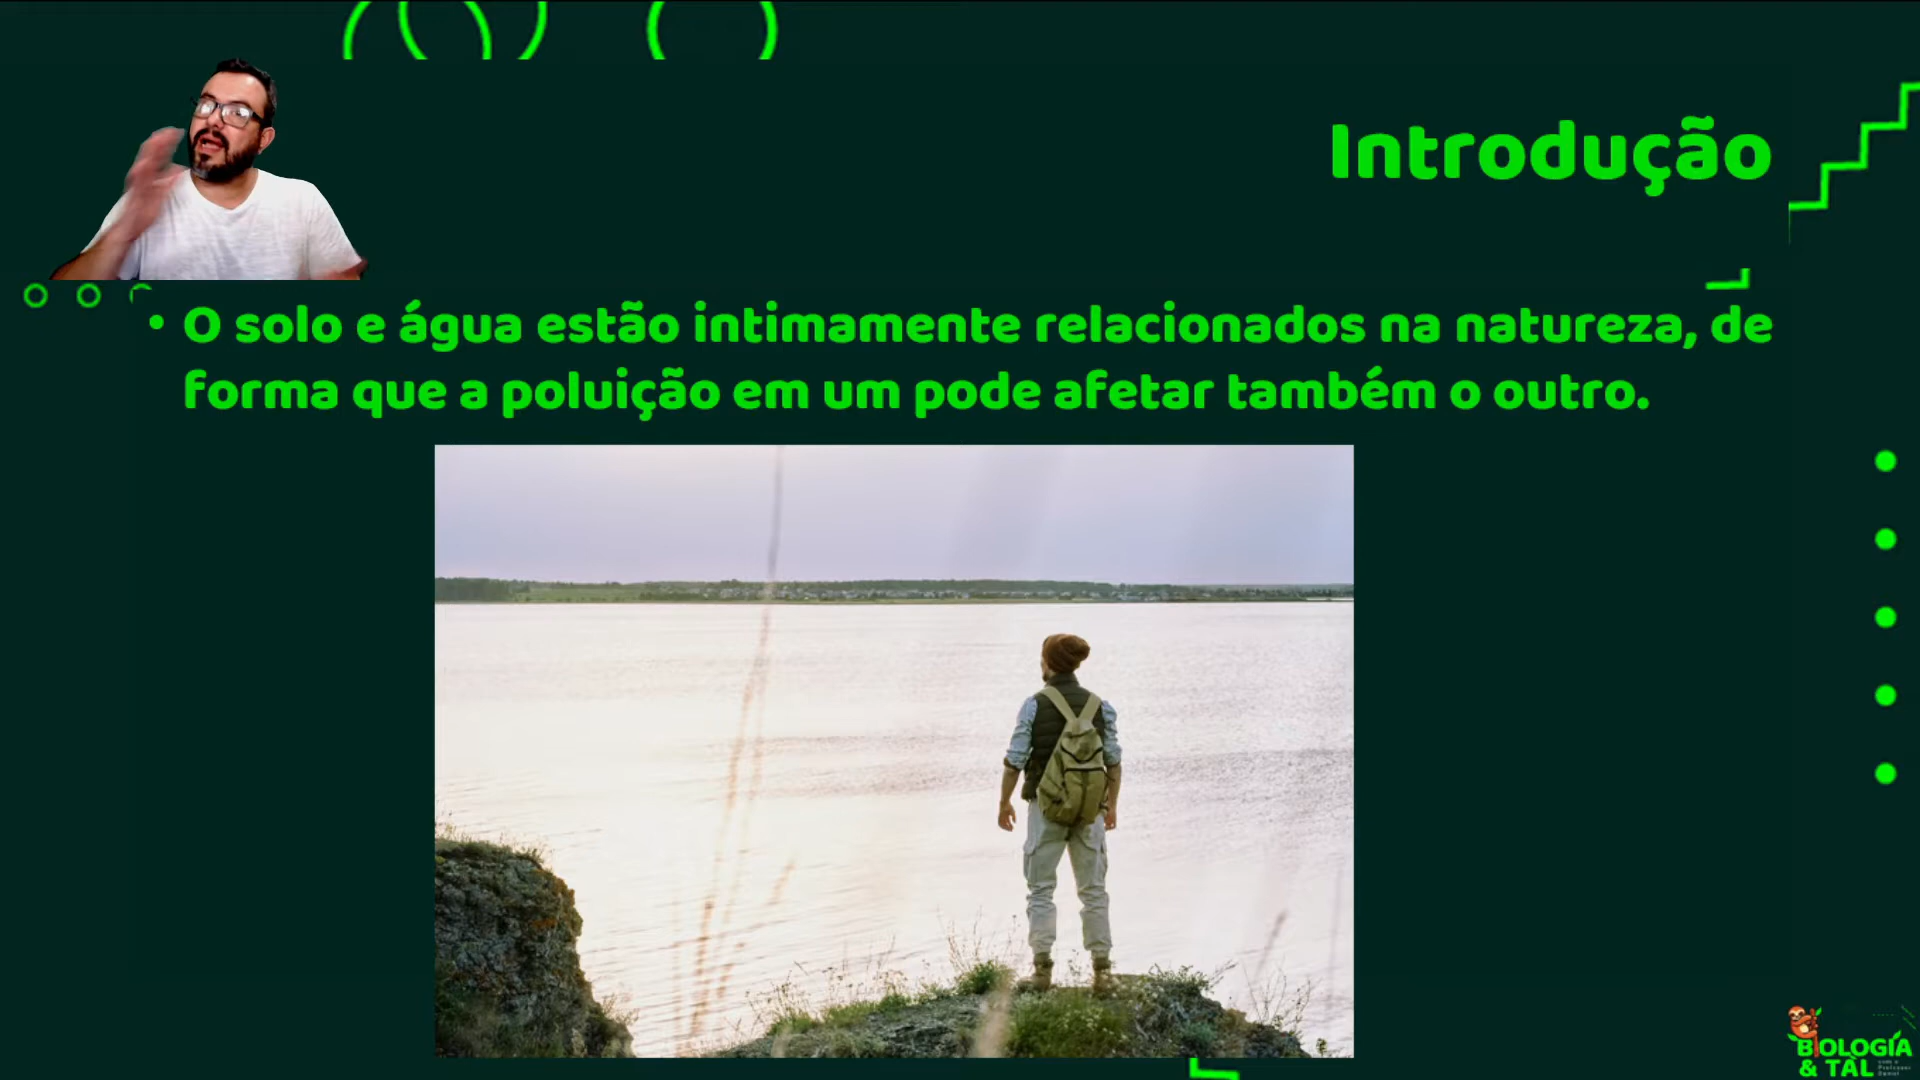 Introdução
• O solo e água estão intimamente relacionados na natureza, de
forma que a poluição em um pode afetar também o outro.
BIOLOGIA
& TAL